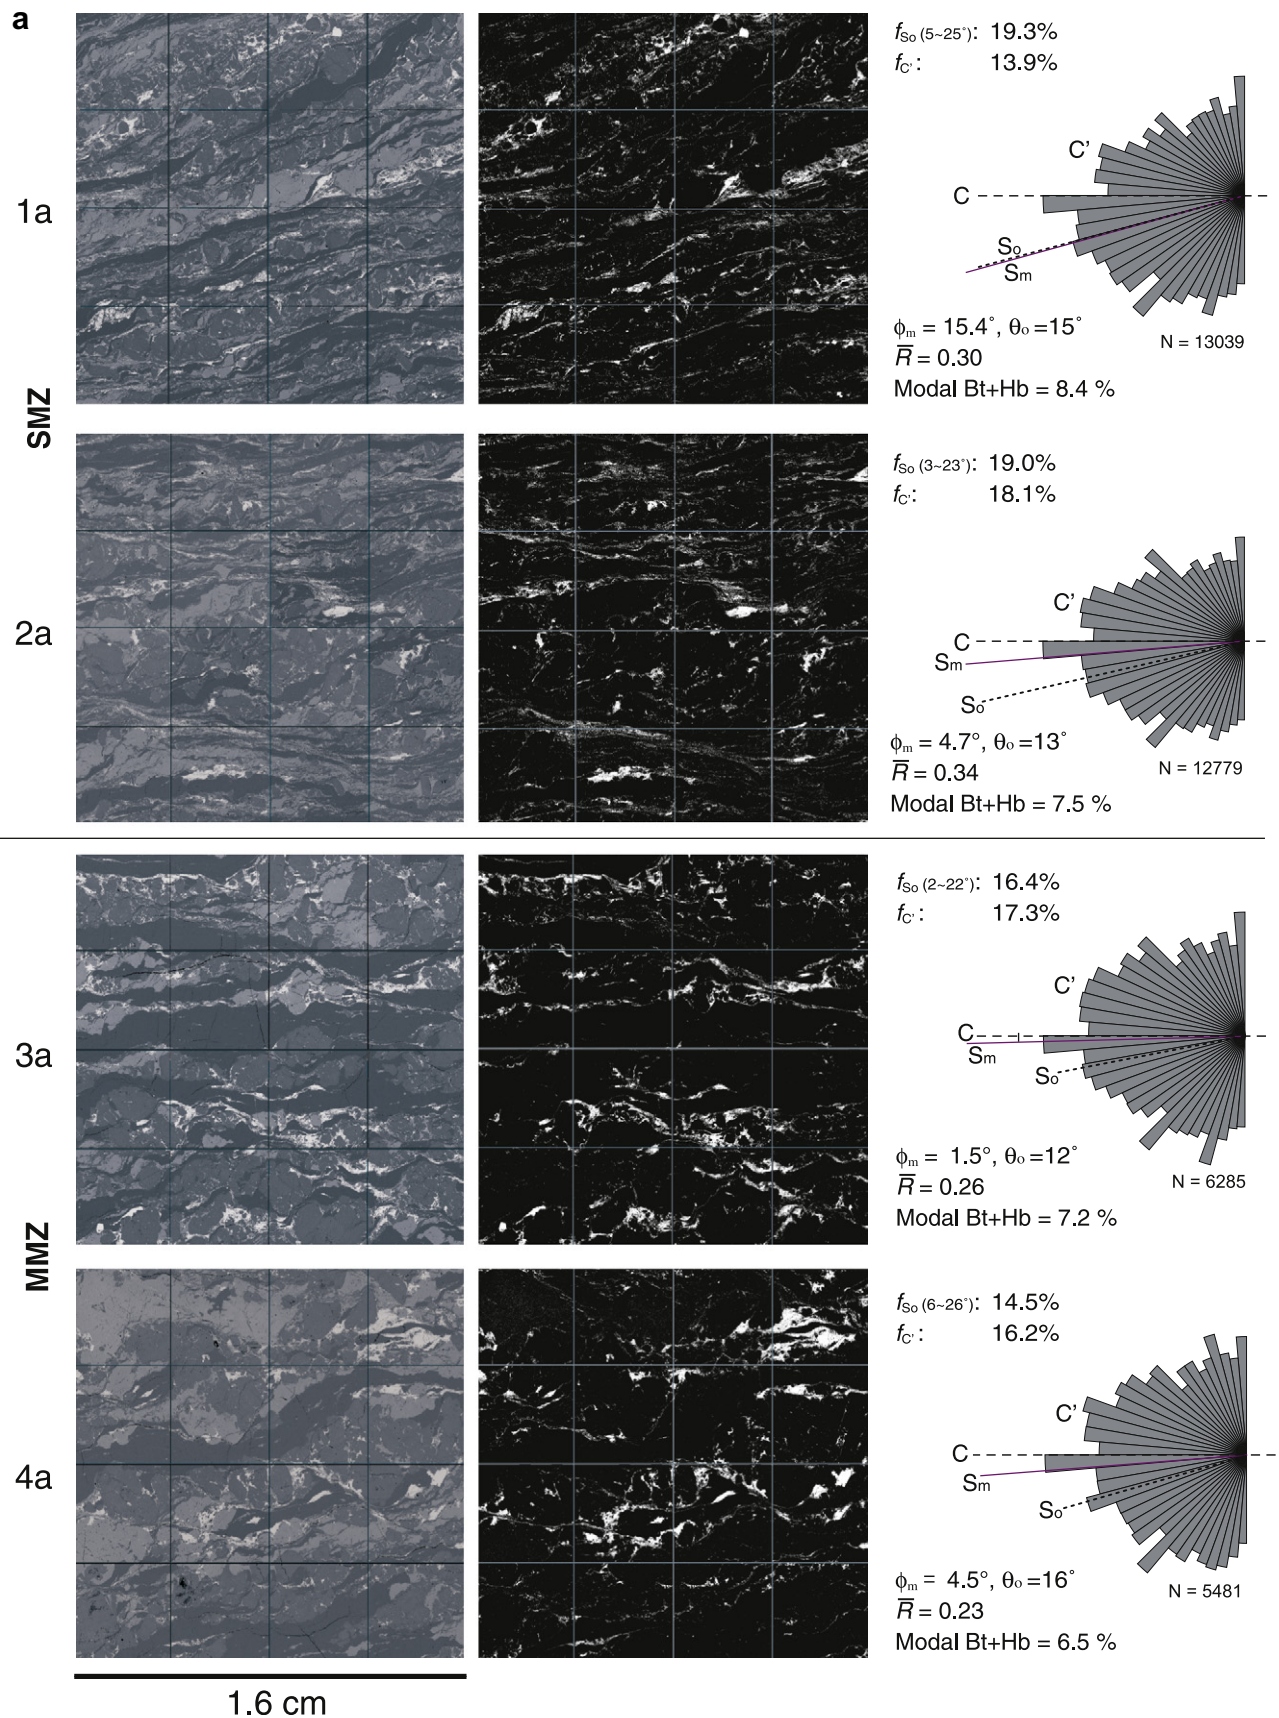 a
1a
SMZ
2a
3a
MMZ
4a
1.6 cm
fSo (5~25°): 19.3%
fC': 13.9%
C'
C
So
Sm
ϕm = 15.4°, θo =15°
R̅ = 0.30
N = 13039
Modal Bt+Hb = 8.4 %
fSo (3~23°): 19.0%
fC': 18.1%
C'
C
Sm
So
ϕm = 4.7°, θo =13°
R̅ = 0.34
N = 12779
Modal Bt+Hb = 7.5 %
fSo (2~22°): 16.4%
fC': 17.3%
C'
C
Sm
So
ϕm = 1.5°, θo =12°
R̅ = 0.26
N = 6285
Modal Bt+Hb = 7.2 %
fSo (6~26°): 14.5%
fC': 16.2%
C'
C
Sm
So
ϕm = 4.5°, θo =16°
R̅ = 0.23
N = 5481
Modal Bt+Hb = 6.5 %